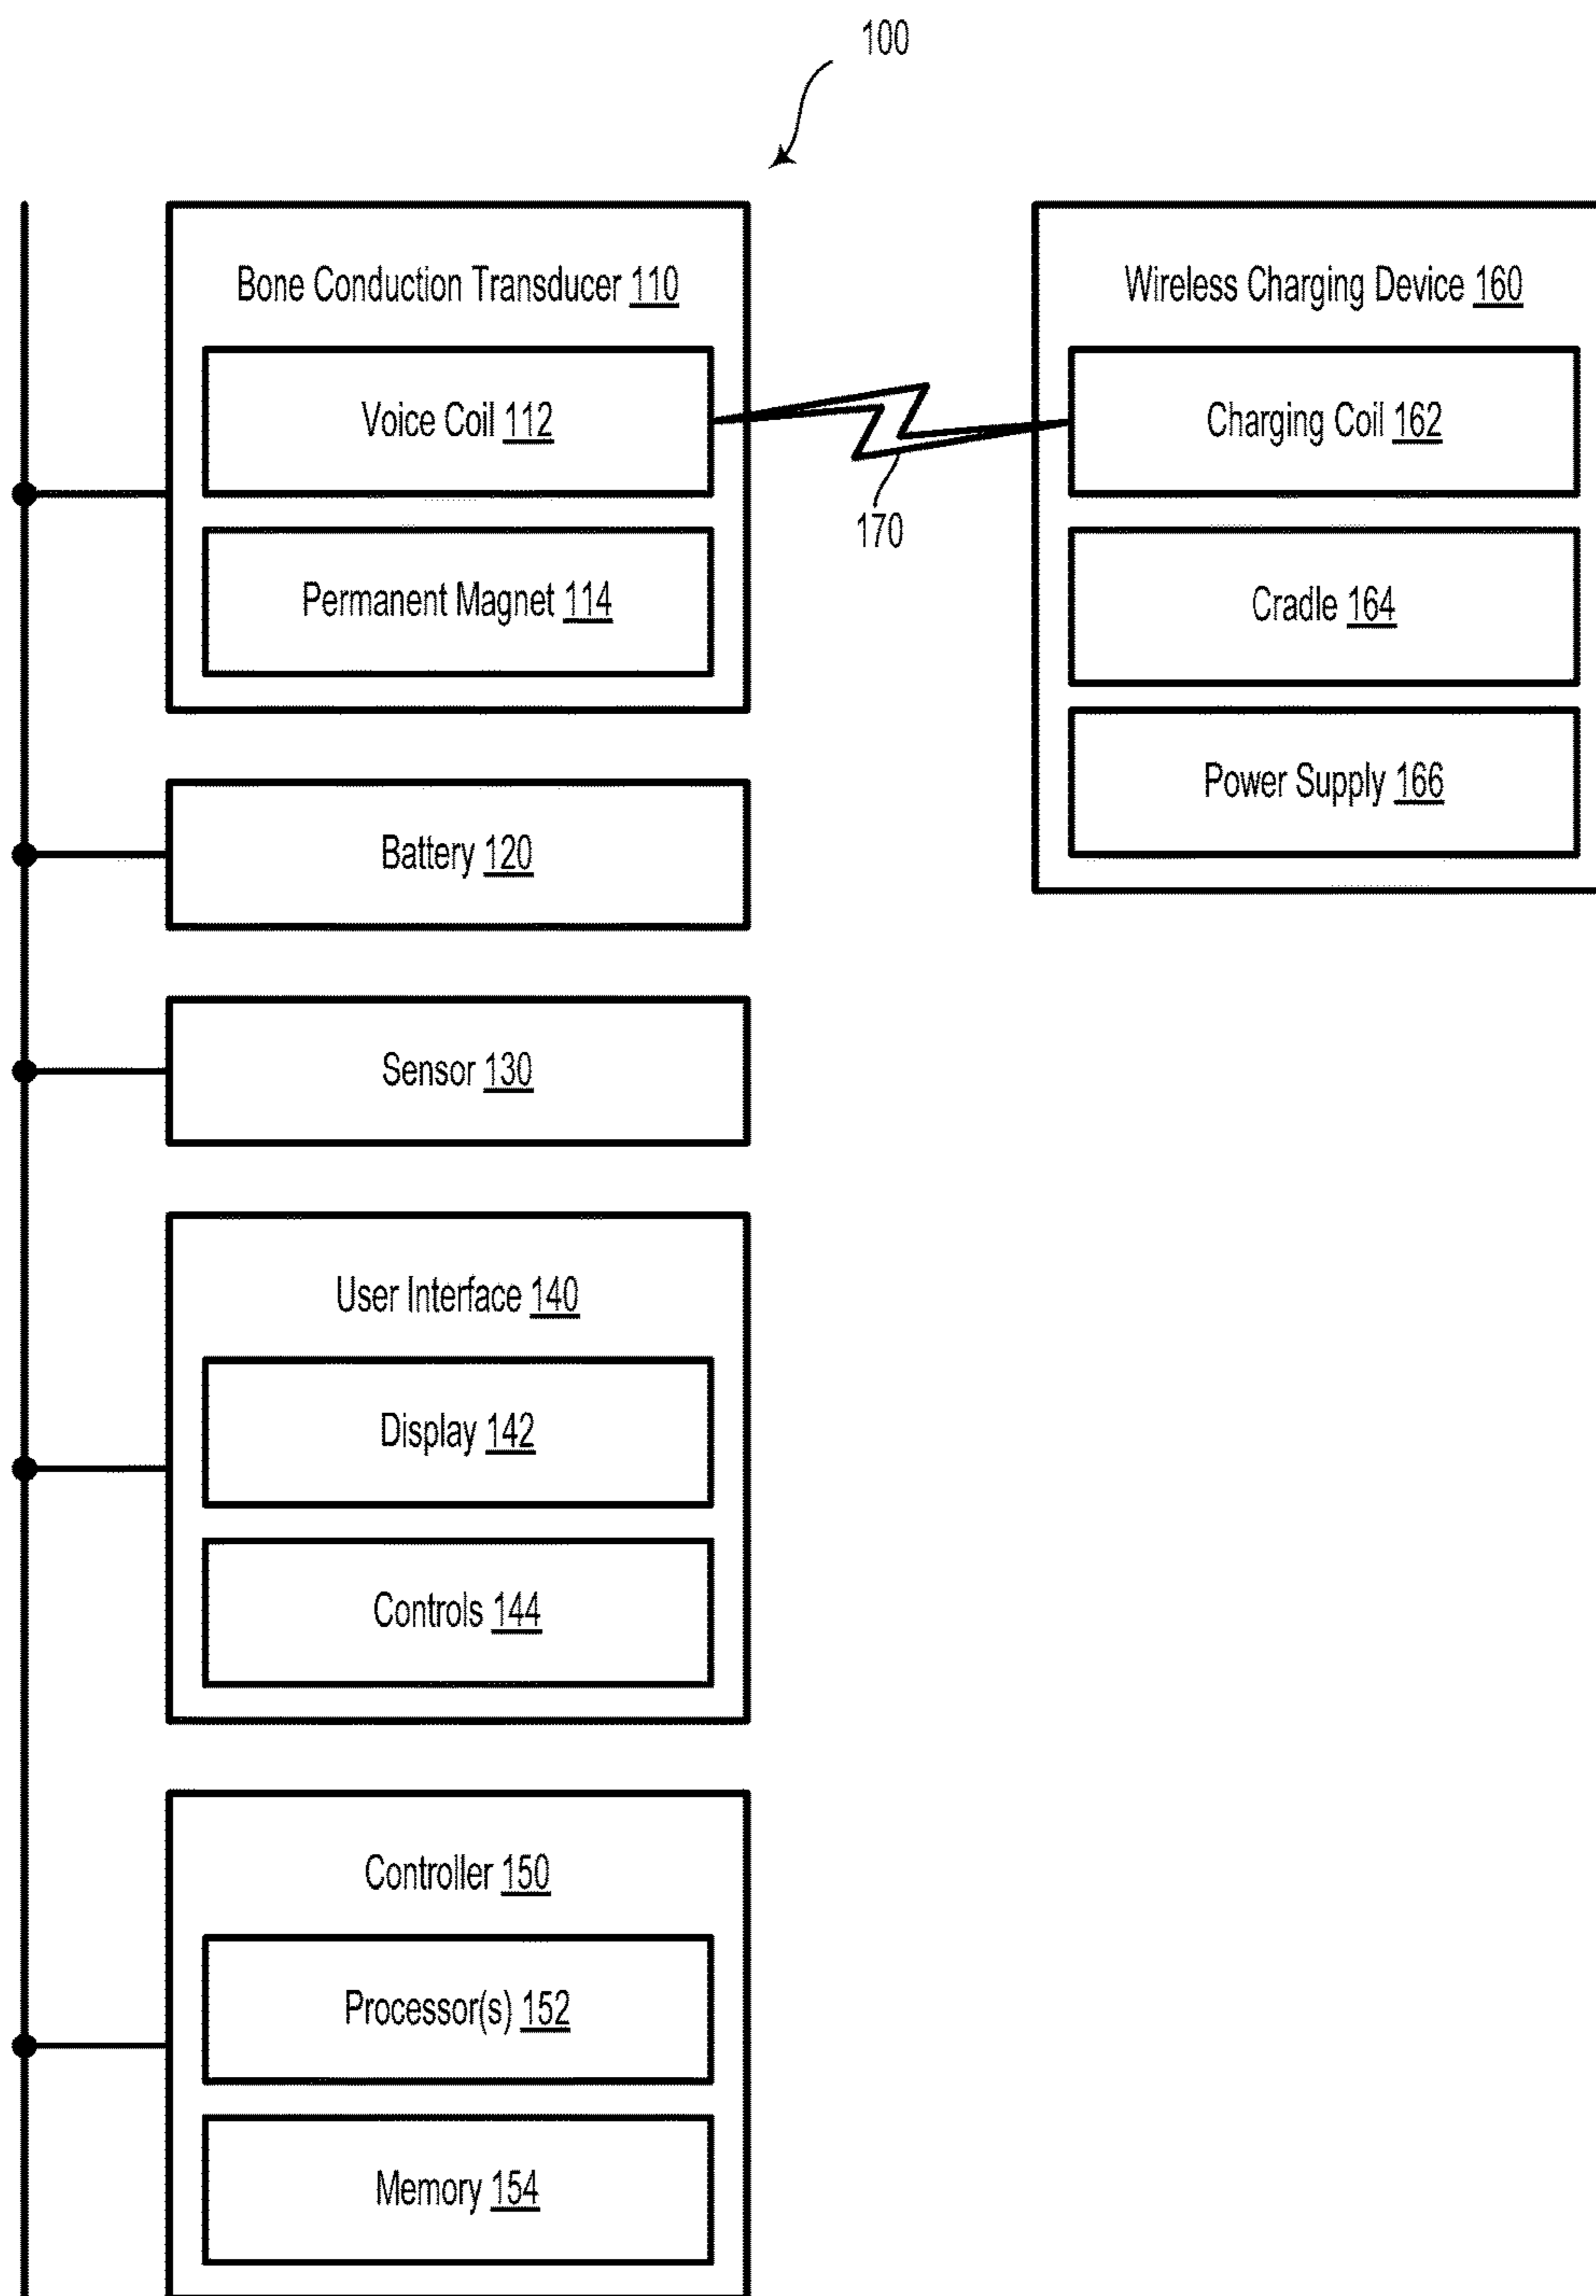 100
Bone Conduction Transducer 110
Voice Coil 112
Permanent Magnet 114
170
Wireless Charging Device 160
Charging Coil 162
Cradle 164
Power Supply 166
Battery 120
Sensor 130
User Interface 140
Display 142
Controls 144
Controller 150
Processor(s) 152
Memory 154